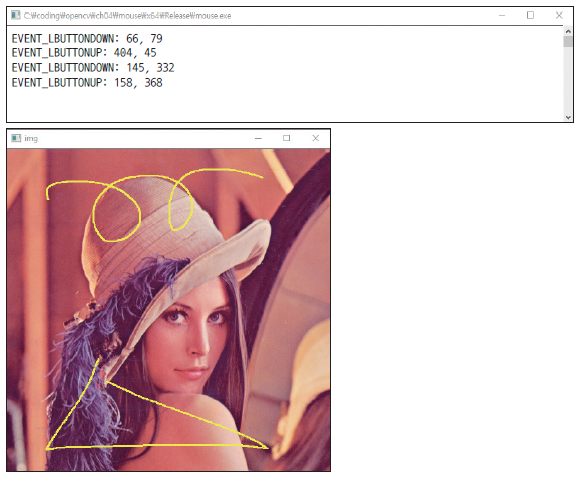 C:₩coding₩opencv₩ch04₩mouse₩x64₩Release₩mouse.exe
EVENT_LBUTTONDOWN: 66, 79
EVENT_LBUTTONUP: 404, 45
EVENT_LBUTTONDOWN: 145, 332
EVENT_LBUTTONUP: 158, 368
img